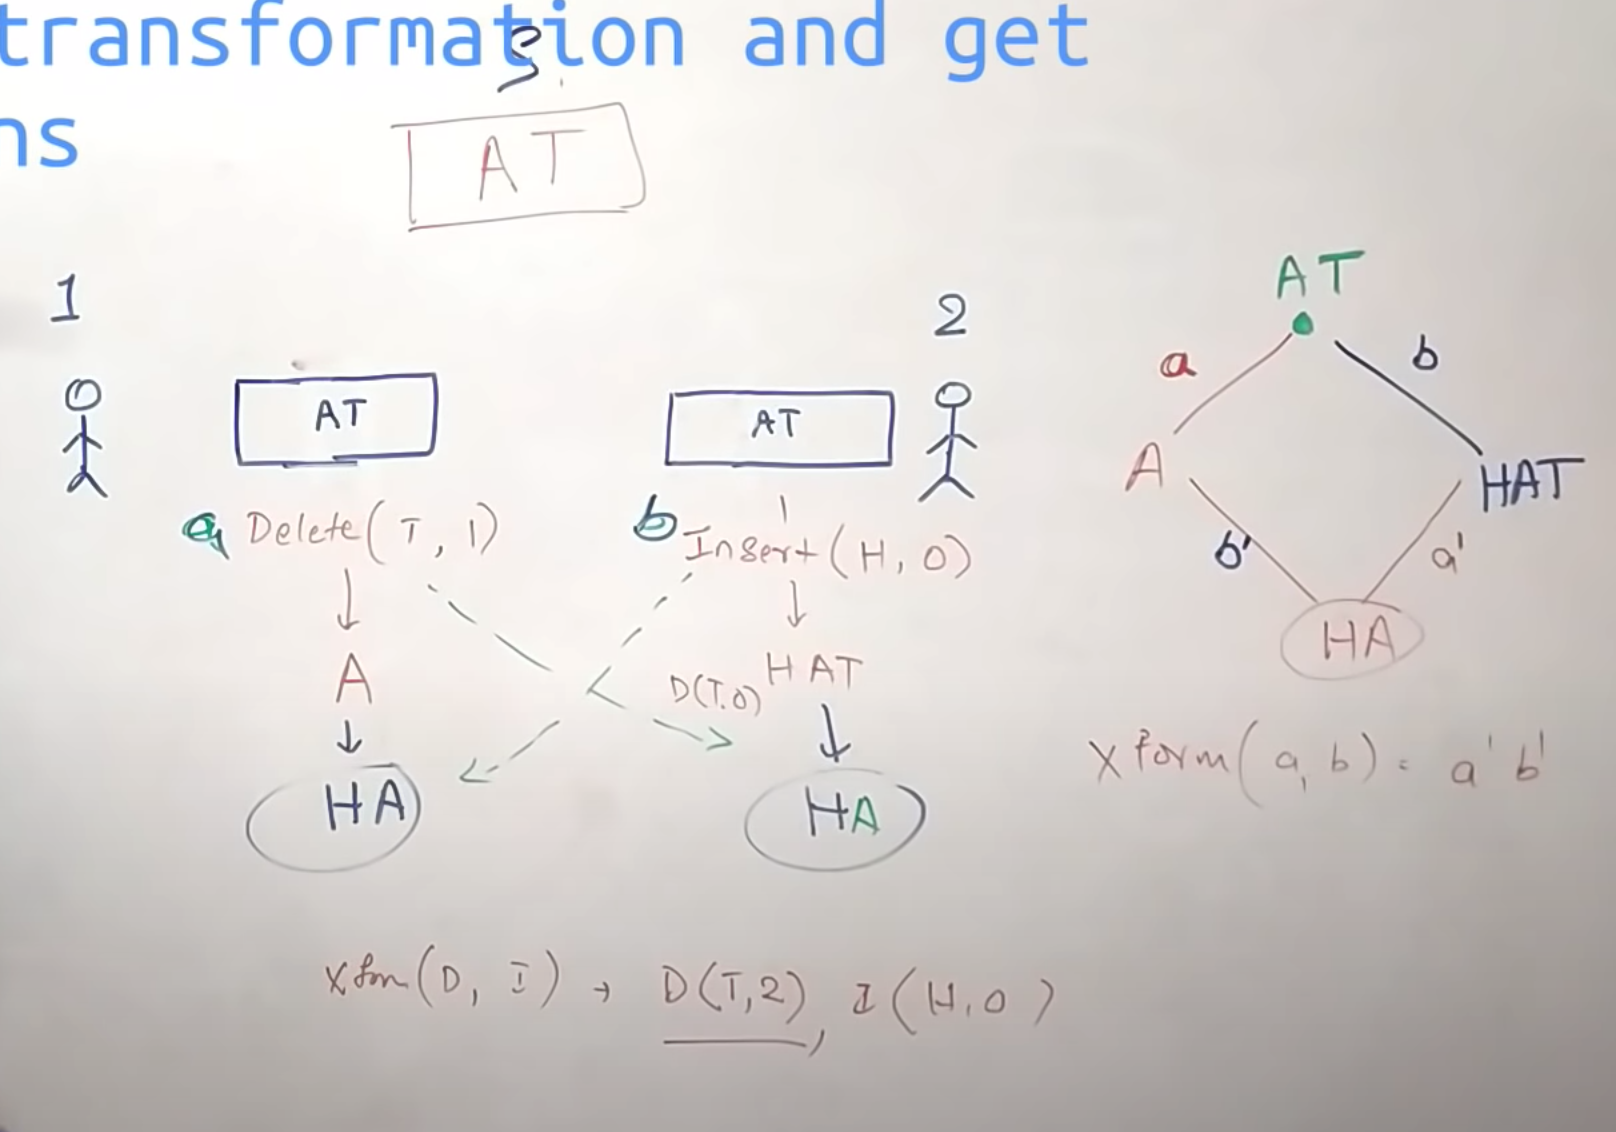 transformation and get
ns
S
AT
1
2
AT
AT
a Delete(T, 1)
b Insert(H, 0)
A
D(T,0) HAT
HA
HA
AT
a
b
A
HAT
b'
a'
HA
Xform(a, b) = a' b'
Xfm(D, I) → D(T,2), I(H,0)